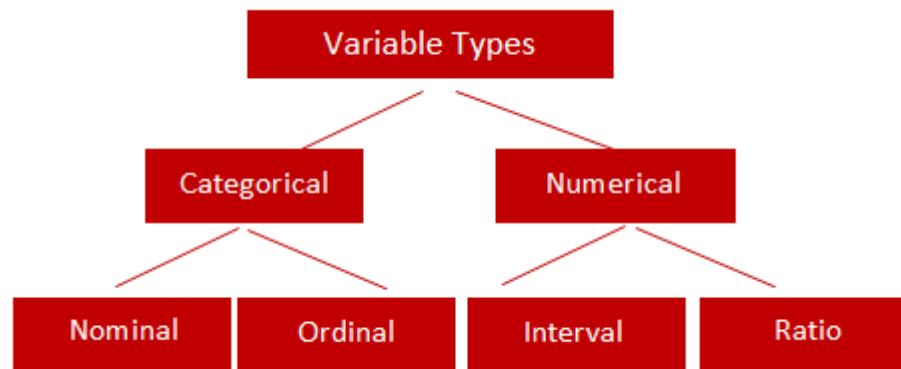 Variable Types
Categorical
Numerical
Nominal
Ordinal
Interval
Ratio